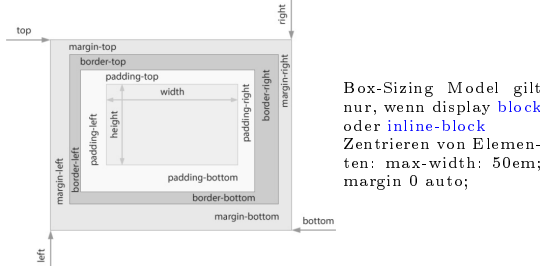 right
top
margin-top
border-top
padding-top
width
height
padding-left
border-left
margin-left
padding-right
border-right
margin-right
padding-bottom
border-bottom
margin-bottom
bottom
left
Box-Sizing Model gilt
nur, wenn display block
oder inline-block
Zentrieren von Elemen-
ten: max-width: 50em;
margin 0 auto;